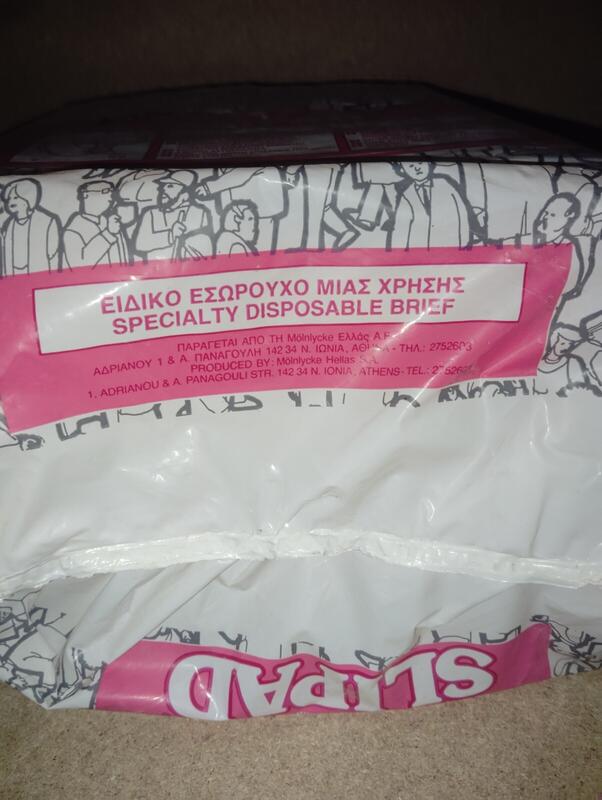 ΕΙΔΙΚΟ ΕΣΩΡΟΥΧΟ ΜΙΑΣ ΧΡΗΣΗΣ
SPECIALTY DISPOSABLE BRIEF
ΠΑΡΑΓΕΤΑΙ ΑΠΟ ΤΗ Mölnlycke Ελλάς Α.Ε.
ΑΔΡΙΑΝΟΥ 1 & Α. ΠΑΝΑΓΟΥΛΗ 142 34 Ν. ΙΩΝΙΑ, ΑΘΗΝΑ - ΤΗΛ.: 2752603
PRODUCED BY: Mölnlycke Hellas S.A.
1. ADRIANOU & A. PANAGOULI STR. 142 34 N. IONIA, ATHENS- TEL.:
SLIPAD